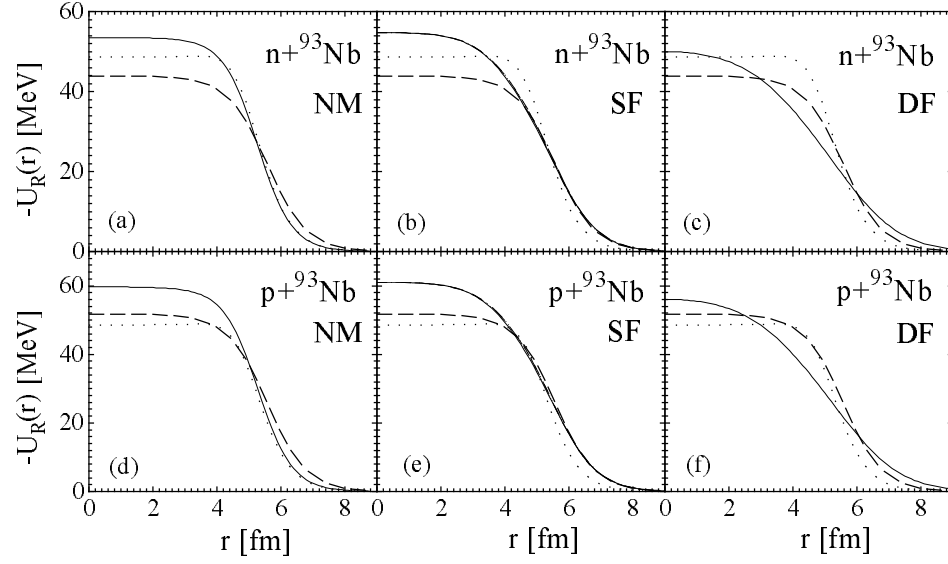 60
40
20
0
-U_R(r) [MeV]
n+⁹³Nb
NM
(a)
n+⁹³Nb
SF
(b)
n+⁹³Nb
DF
(c)
60
40
20
0
-U_R(r) [MeV]
p+⁹³Nb
NM
(d)
p+⁹³Nb
SF
(e)
p+⁹³Nb
DF
(f)
0 2 4 6 8 0 2 4 6 8 0 2 4 6 8
r [fm] r [fm] r [fm]